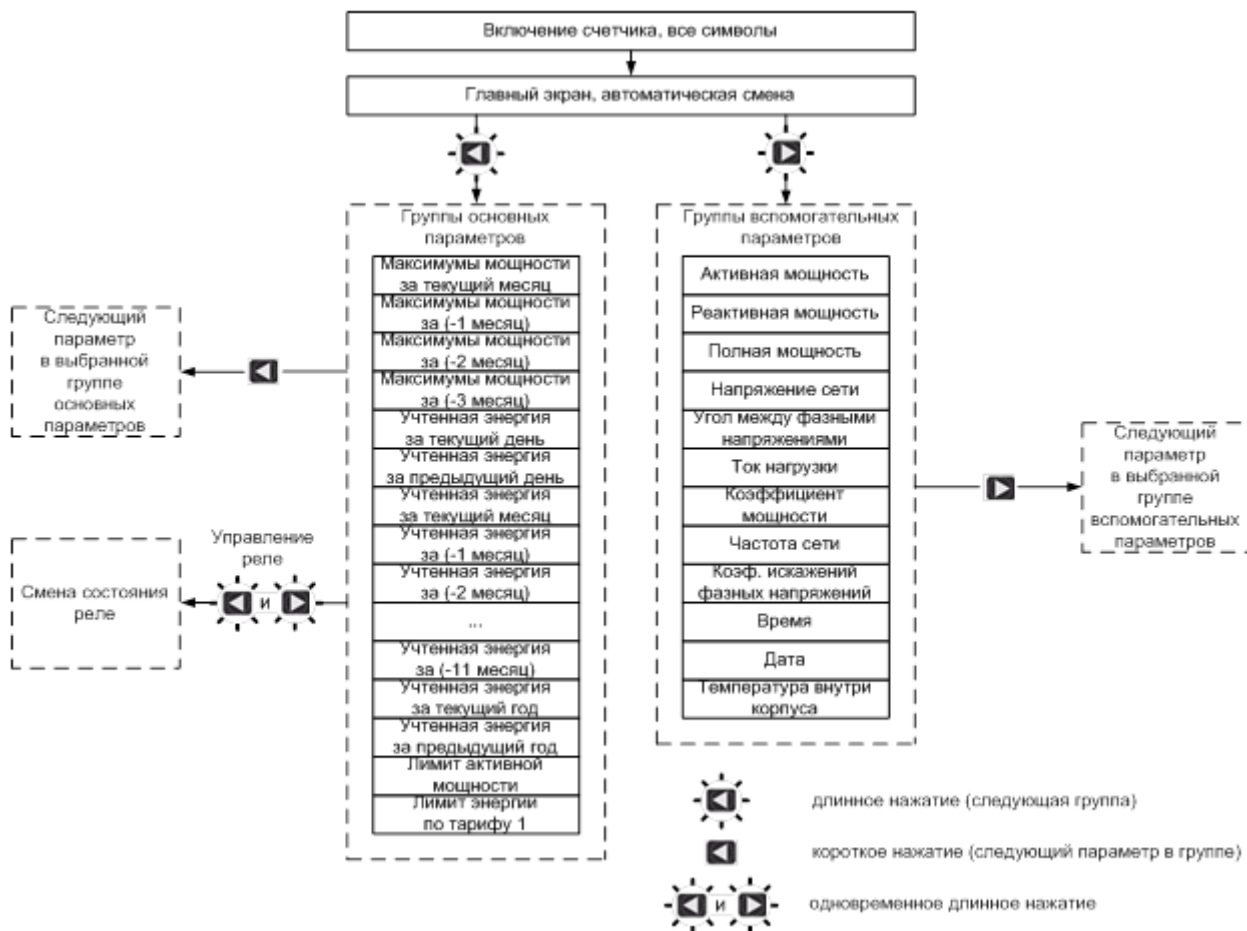 Включение счетчика, все символы
Главный экран, автоматическая смена
Группы основных
параметров
Максимумы мощности
за текущий месяц
Максимумы мощности
за (-1 месяц)
Максимумы мощности
за (-2 месяц)
Максимумы мощности
за (-3 месяц)
Учтенная энергия
за текущий день
Учтенная энергия
за предыдущий день
Учтенная энергия
за текущий месяц
Учтенная энергия
за (-1 месяц)
Учтенная энергия
за (-2 месяц)
...
Учтенная энергия
за (-11 месяц)
Учтенная энергия
за текущий год
Учтенная энергия
за предыдущий год
Лимит активной
мощности
Лимит энергии
по тарифу 1
Группы вспомогательных
параметров
Активная мощность
Реактивная мощность
Полная мощность
Напряжение сети
Угол между фазными
напряжениями
Ток нагрузки
Коэффициент
мощности
Частота сети
Коэф. искажений
фазных напряжений
Время
Дата
Температура внутри
корпуса
Следующий
параметр
в выбранной
группе
основных
параметров
Управление
реле
и
Смена состояния
реле
Следующий
параметр
в выбранной
группе
вспомогательных
параметров
длинное нажатие (следующая группа)
короткое нажатие (следующий параметр в группе)
и
одновременное длинное нажатие